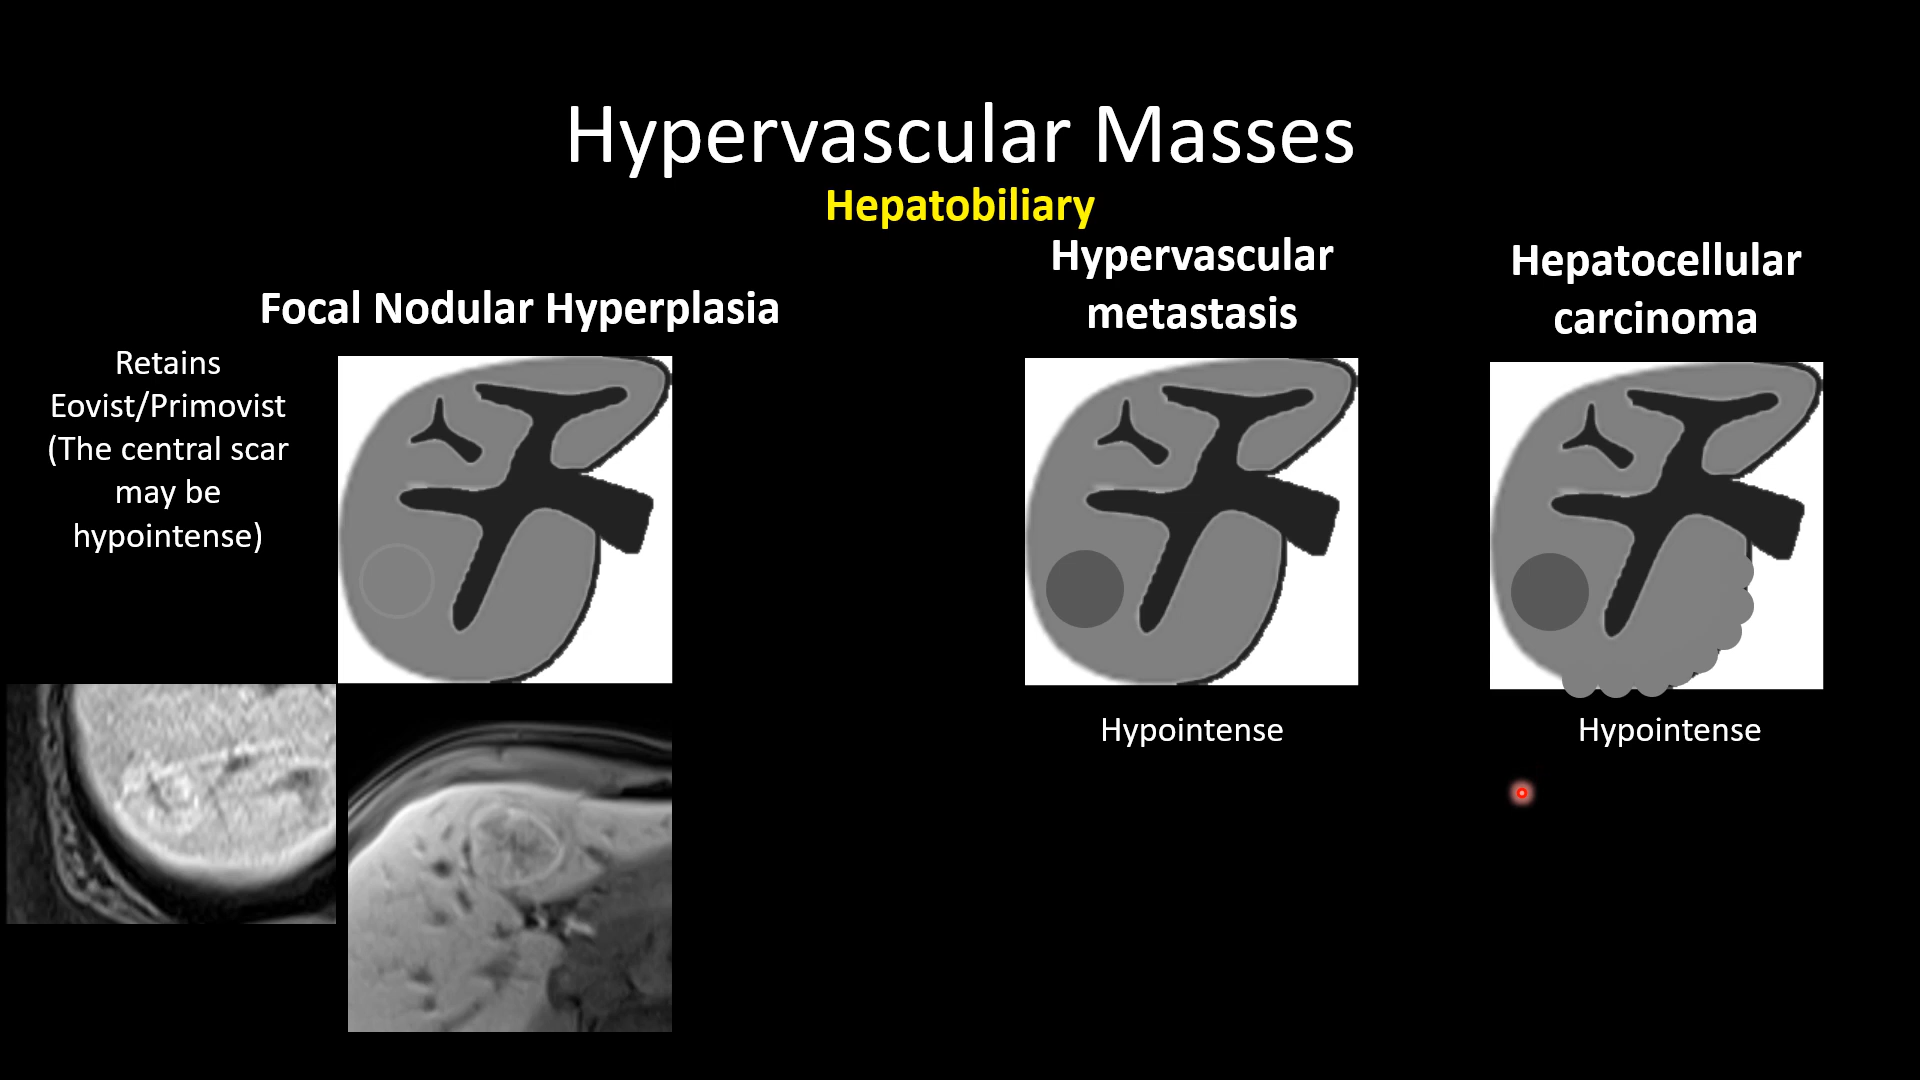 Hypervascular Masses
Hepatobiliary
Focal Nodular Hyperplasia
Retains
Eovist/Primovist
(The central scar
may be
hypointense)
Hypervascular
metastasis
Hypointense
Hepatocellular
carcinoma
Hypointense